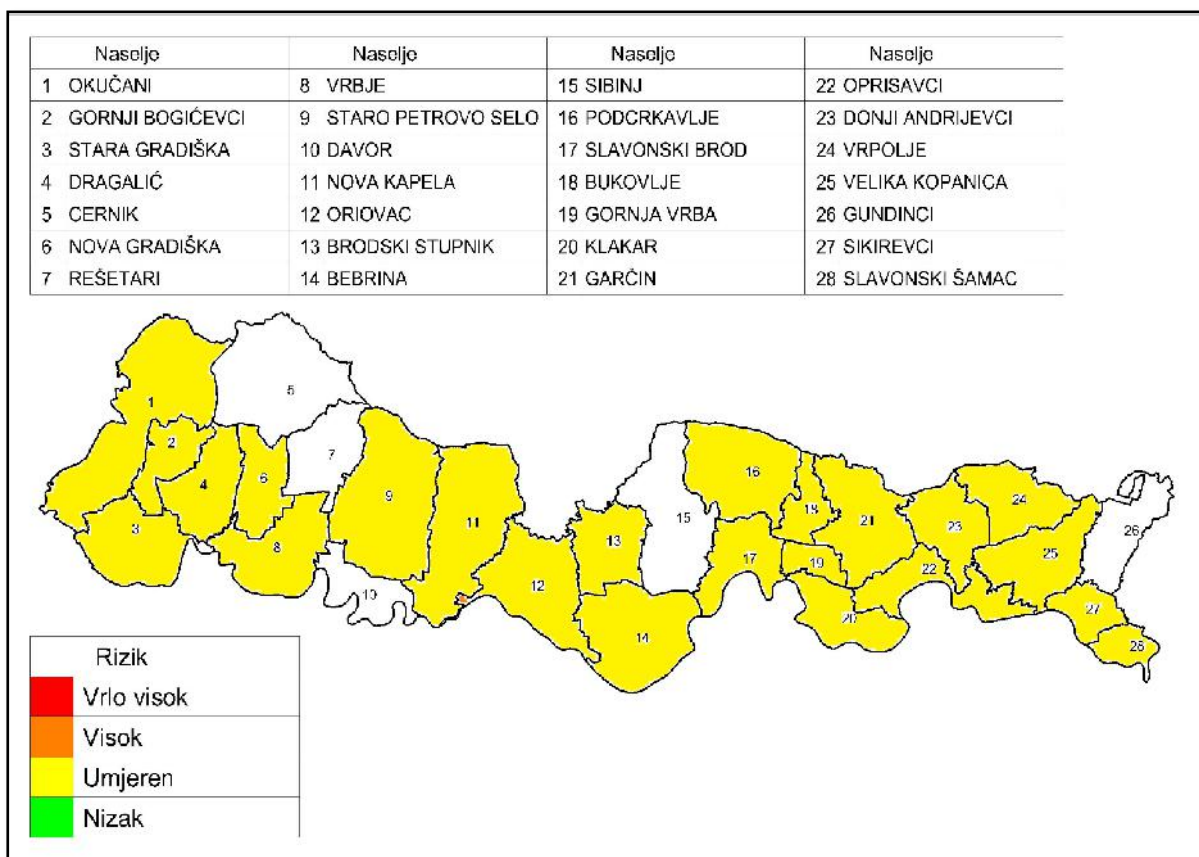 Naselje Naselje Naselje Naselje
1 OKUČANI 8 VRBJE 15 SIBINJ 22 OPRISAVCI
2 GORNJI BOGIĆEVCI 9 STARO PETROVO SELO 16 PODCRKAVLJE 23 DONJI ANDRIJEVCI
3 STARA GRADIŠKA 10 DAVOR 17 SLAVONSKI BROD 24 VRPOLJE
4 DRAGALIĆ 11 NOVA KAPELA 18 BUKOVLJE 25 VELIKA KOPANICA
5 CERNIK 12 ORIOVAC 19 GORNJA VRBA 26 GUNDINCI
6 NOVA GRADIŠKA 13 BRODSKI STUPNIK 20 KLAKAR 27 SIKIREVCI
7 REŠETARI 14 BEBRINA 21 GARČIN 28 SLAVONSKI ŠAMAC
5
1
2
7
4
6
9
3
8
10
11
12
13
14
15
16
17
18
19
20
21
22
23
24
25
26
27
28
Rizik
Vrlo visok
Visok
Umjeren
Nizak